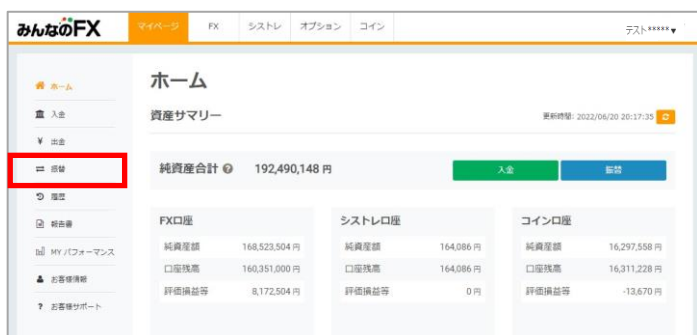 みんなのFX
マイページ FX シストレ オプション コイン
テスト*****▼
ホーム
入金
¥ 出金
振替
履歴
報告書
MY パフォーマンス
お客様情報
? お客様サポート
ホーム
資産サマリー
更新時間: 2022/06/20 20:17:35
純資産合計 ? 192,490,148 円
入金 振替
FX口座
純資産額 168,523,504 円
口座残高 160,351,000 円
評価損益等 8,172,504 円
シストレ口座
純資産額 164,086 円
口座残高 164,086 円
評価損益等 0 円
コイン口座
純資産額 16,297,558 円
口座残高 16,311,228 円
評価損益等 -13,670 円